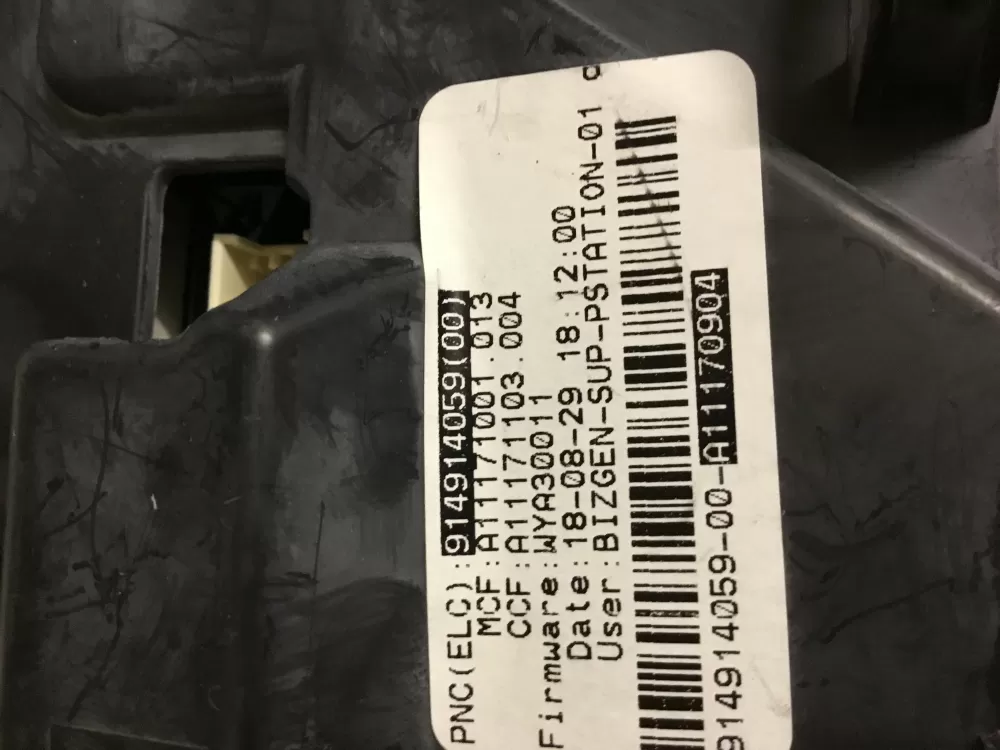 PNC(ELC):914914059(00)
MCF:A11171001.013
CCF:A11171103.004
Firmware:WYA30011
Date:18-08-29 18:12:00
User:BIZGEN-SUP-PSTATION-01
914914059-00-A11170904